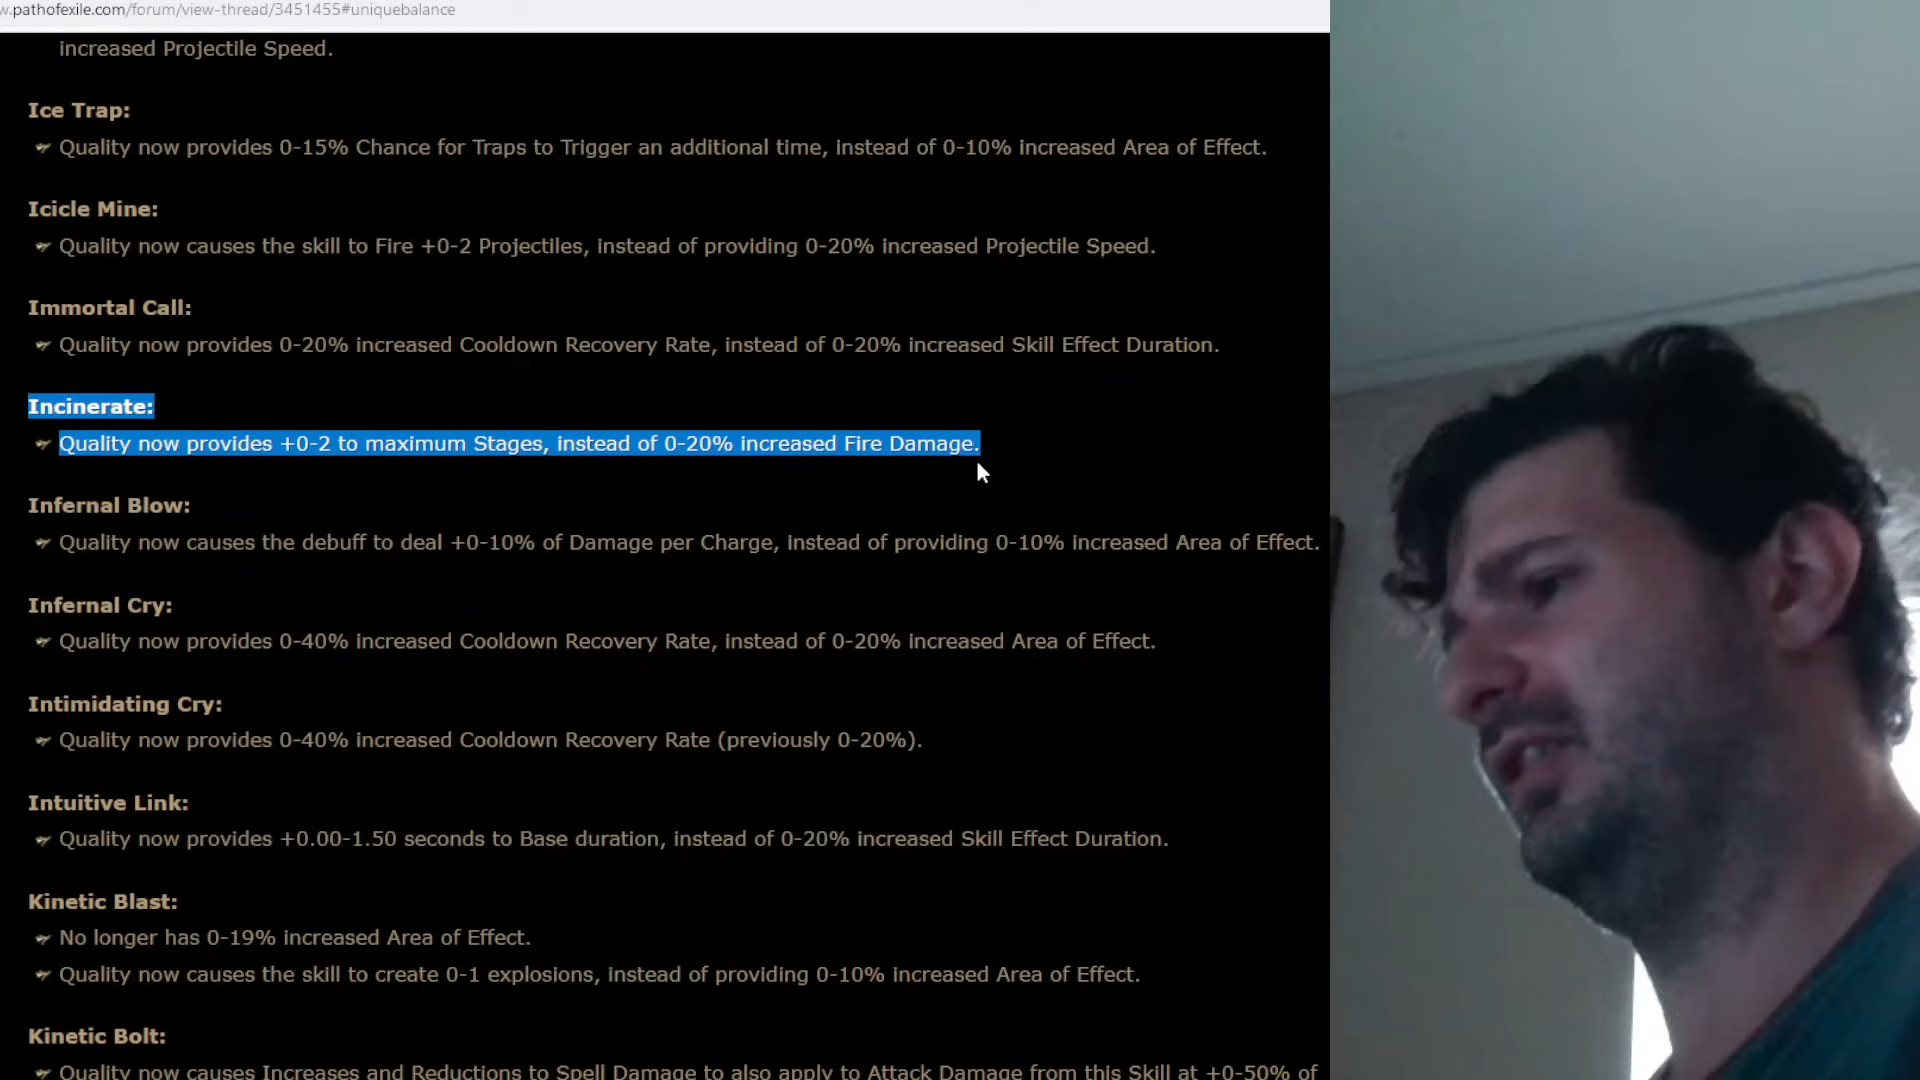 w.pathofexile.com/forum/view-thread/3451455#uniquebalance
increased Projectile Speed.
Ice Trap:
Quality now provides 0-15% Chance for Traps to Trigger an additional time, instead of 0-10% increased Area of Effect.
Icicle Mine:
Quality now causes the skill to Fire +0-2 Projectiles, instead of providing 0-20% increased Projectile Speed.
Immortal Call:
Quality now provides 0-20% increased Cooldown Recovery Rate, instead of 0-20% increased Skill Effect Duration.
Incinerate:
Quality now provides +0-2 to maximum Stages, instead of 0-20% increased Fire Damage.
Infernal Blow:
Quality now causes the debuff to deal +0-10% of Damage per Charge, instead of providing 0-10% increased Area of Effect.
Infernal Cry:
Quality now provides 0-40% increased Cooldown Recovery Rate, instead of 0-20% increased Area of Effect.
Intimidating Cry:
Quality now provides 0-40% increased Cooldown Recovery Rate (previously 0-20%).
Intuitive Link:
Quality now provides +0.00-1.50 seconds to Base duration, instead of 0-20% increased Skill Effect Duration.
Kinetic Blast:
No longer has 0-19% increased Area of Effect.
Quality now causes the skill to create 0-1 explosions, instead of providing 0-10% increased Area of Effect.
Kinetic Bolt:
Quality now causes Increases and Reductions to Spell Damage to also apply to Attack Damage from this Skill at +0-50% of